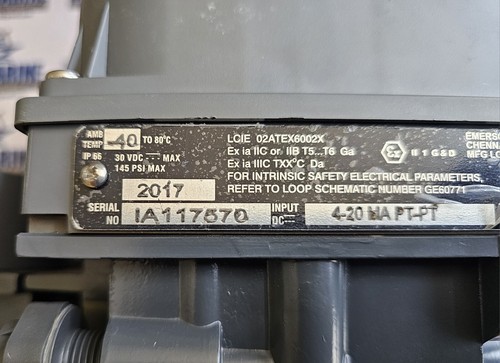 AMB TEMP -40 TO 80°C
IP 66 30 VDC --- MAX
145 PSI MAX
2017
SERIAL NO IA117570
LCIE 02ATEX6002X
Ex ia IIC or IIB T5...T6 Ga
Ex ia IIIC TXX°C Da
FOR INTRINSIC SAFETY ELECTRICAL PARAMETERS,
REFER TO LOOP SCHEMATIC NUMBER GE60771
INPUT DC 4-20 MA PT-PT
Ex II 1 G&D
EMERS
CHENNA
MFG LO